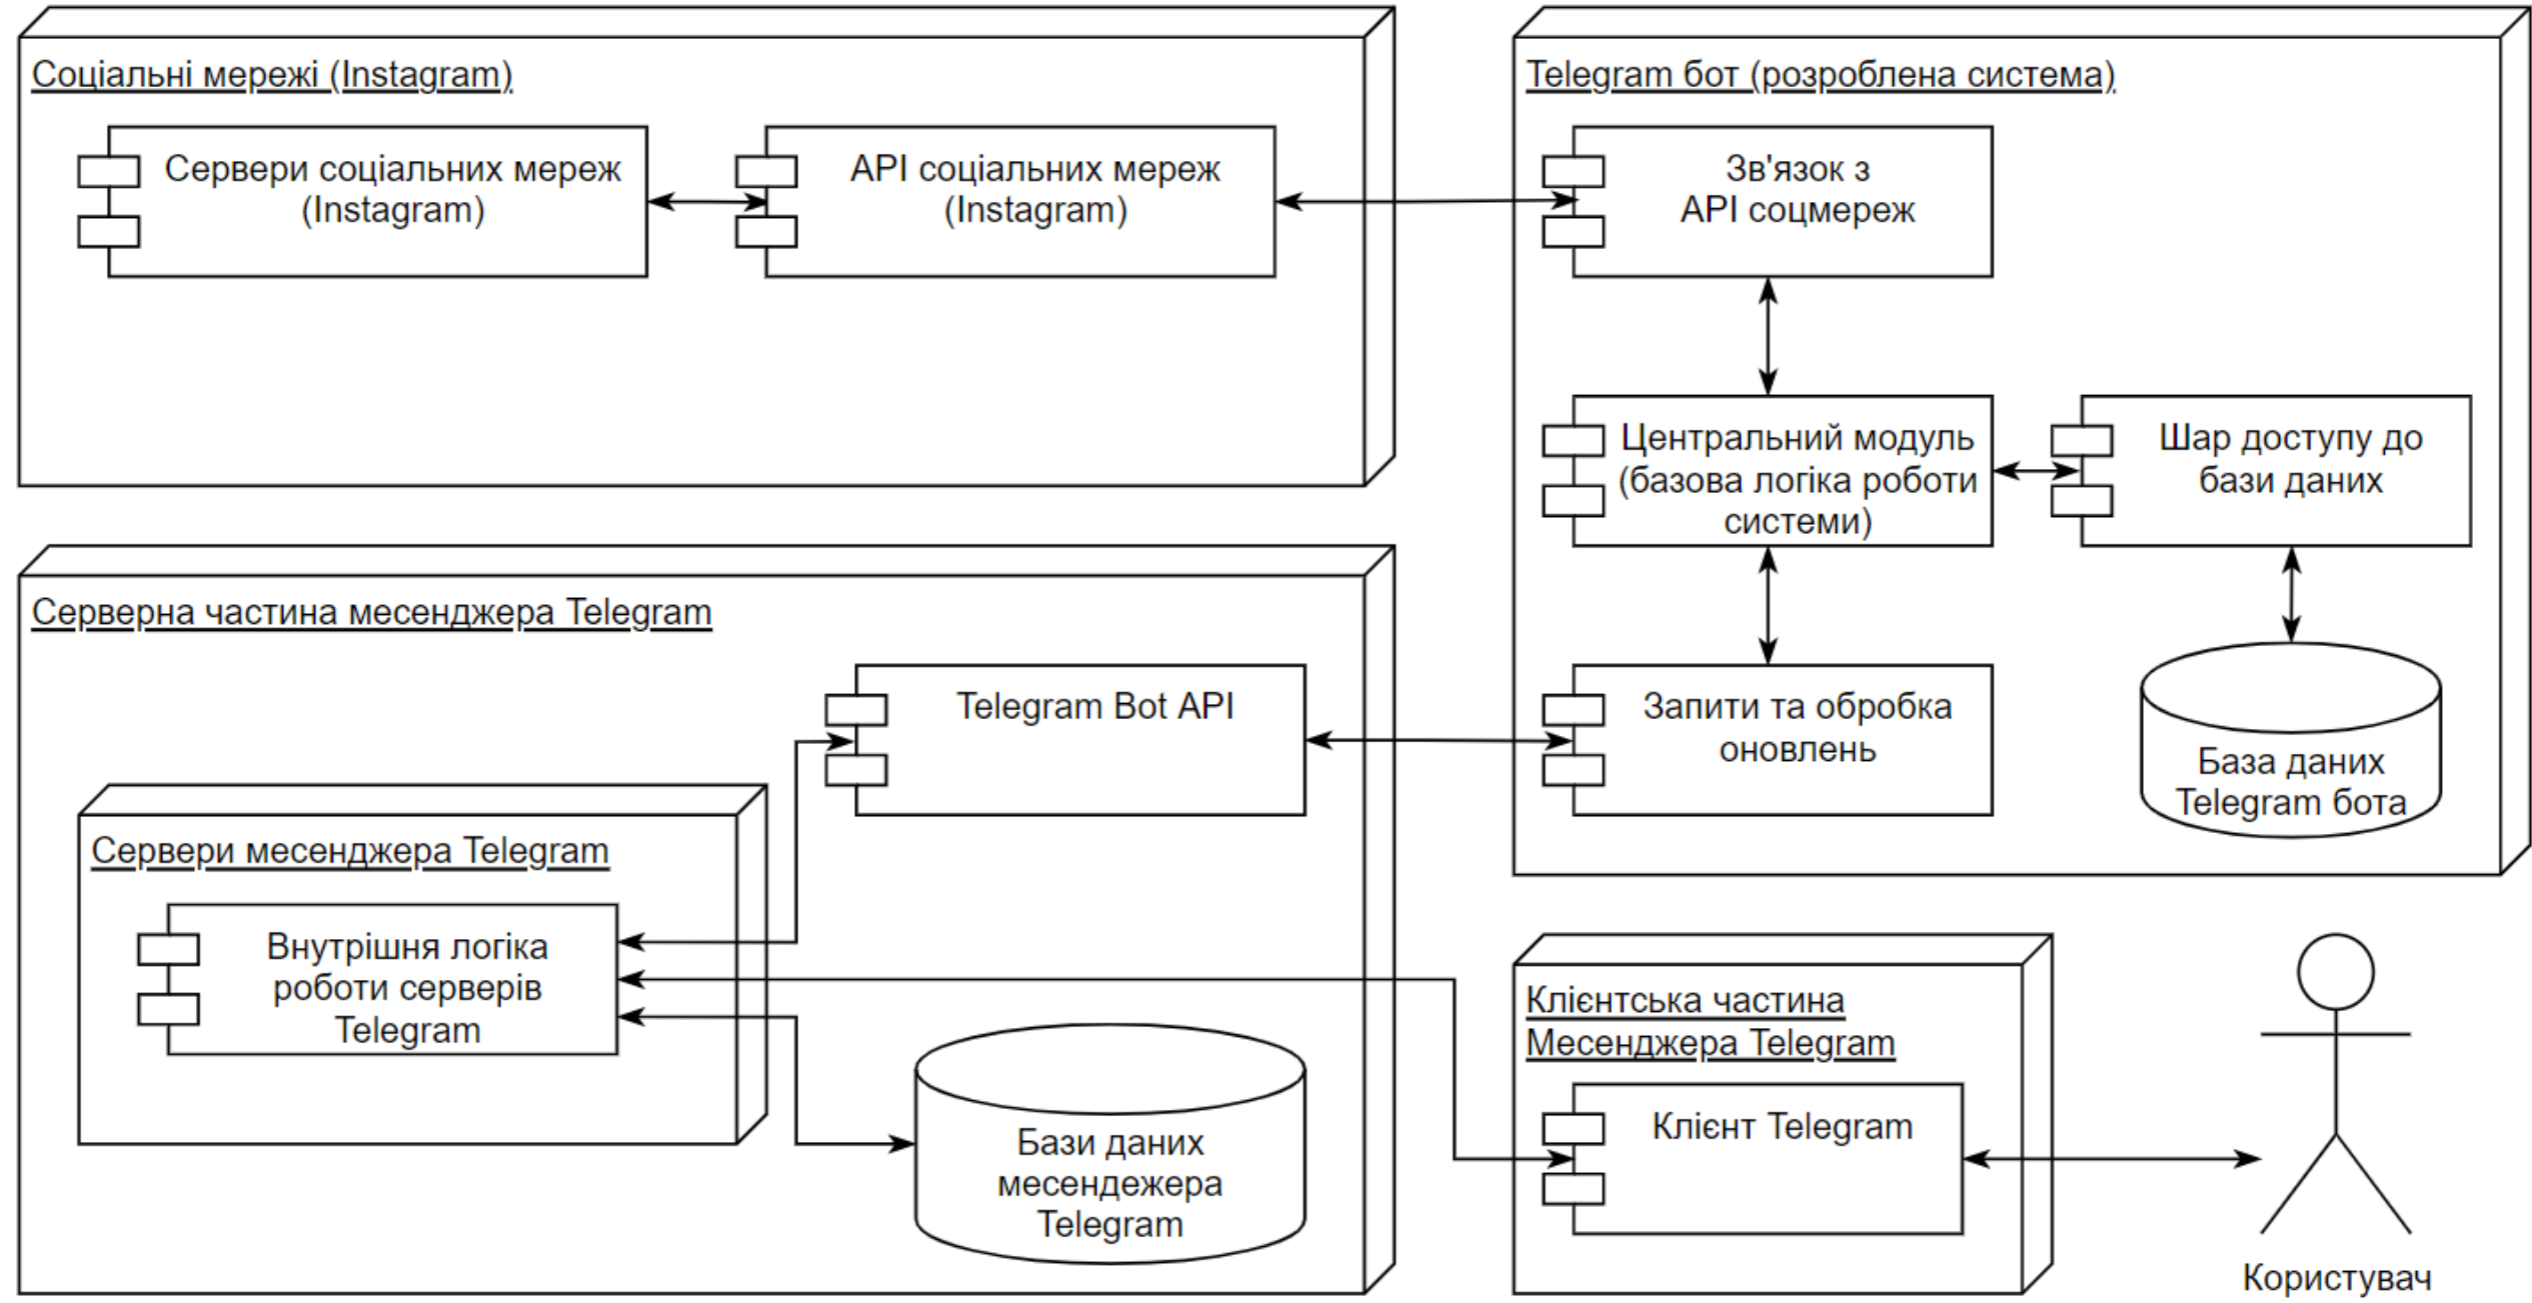 Соціальні мережі (Instagram)
Сервери соціальних мереж
(Instagram)
API соціальних мереж
(Instagram)
Telegram бот (розроблена система)
Зв'язок з
API соцмереж
Центральний модуль
(базова логіка роботи
системи)
Шар доступу до
бази даних
Запити та обробка
оновлень
База даних
Telegram бота
Серверна частина месенджера Telegram
Telegram Bot API
Сервери месенджера Telegram
Внутрішня логіка
роботи серверів
Telegram
Бази даних
месендежера
Telegram
Клієнтська частина
Месенджера Telegram
Клієнт Telegram
Користувач